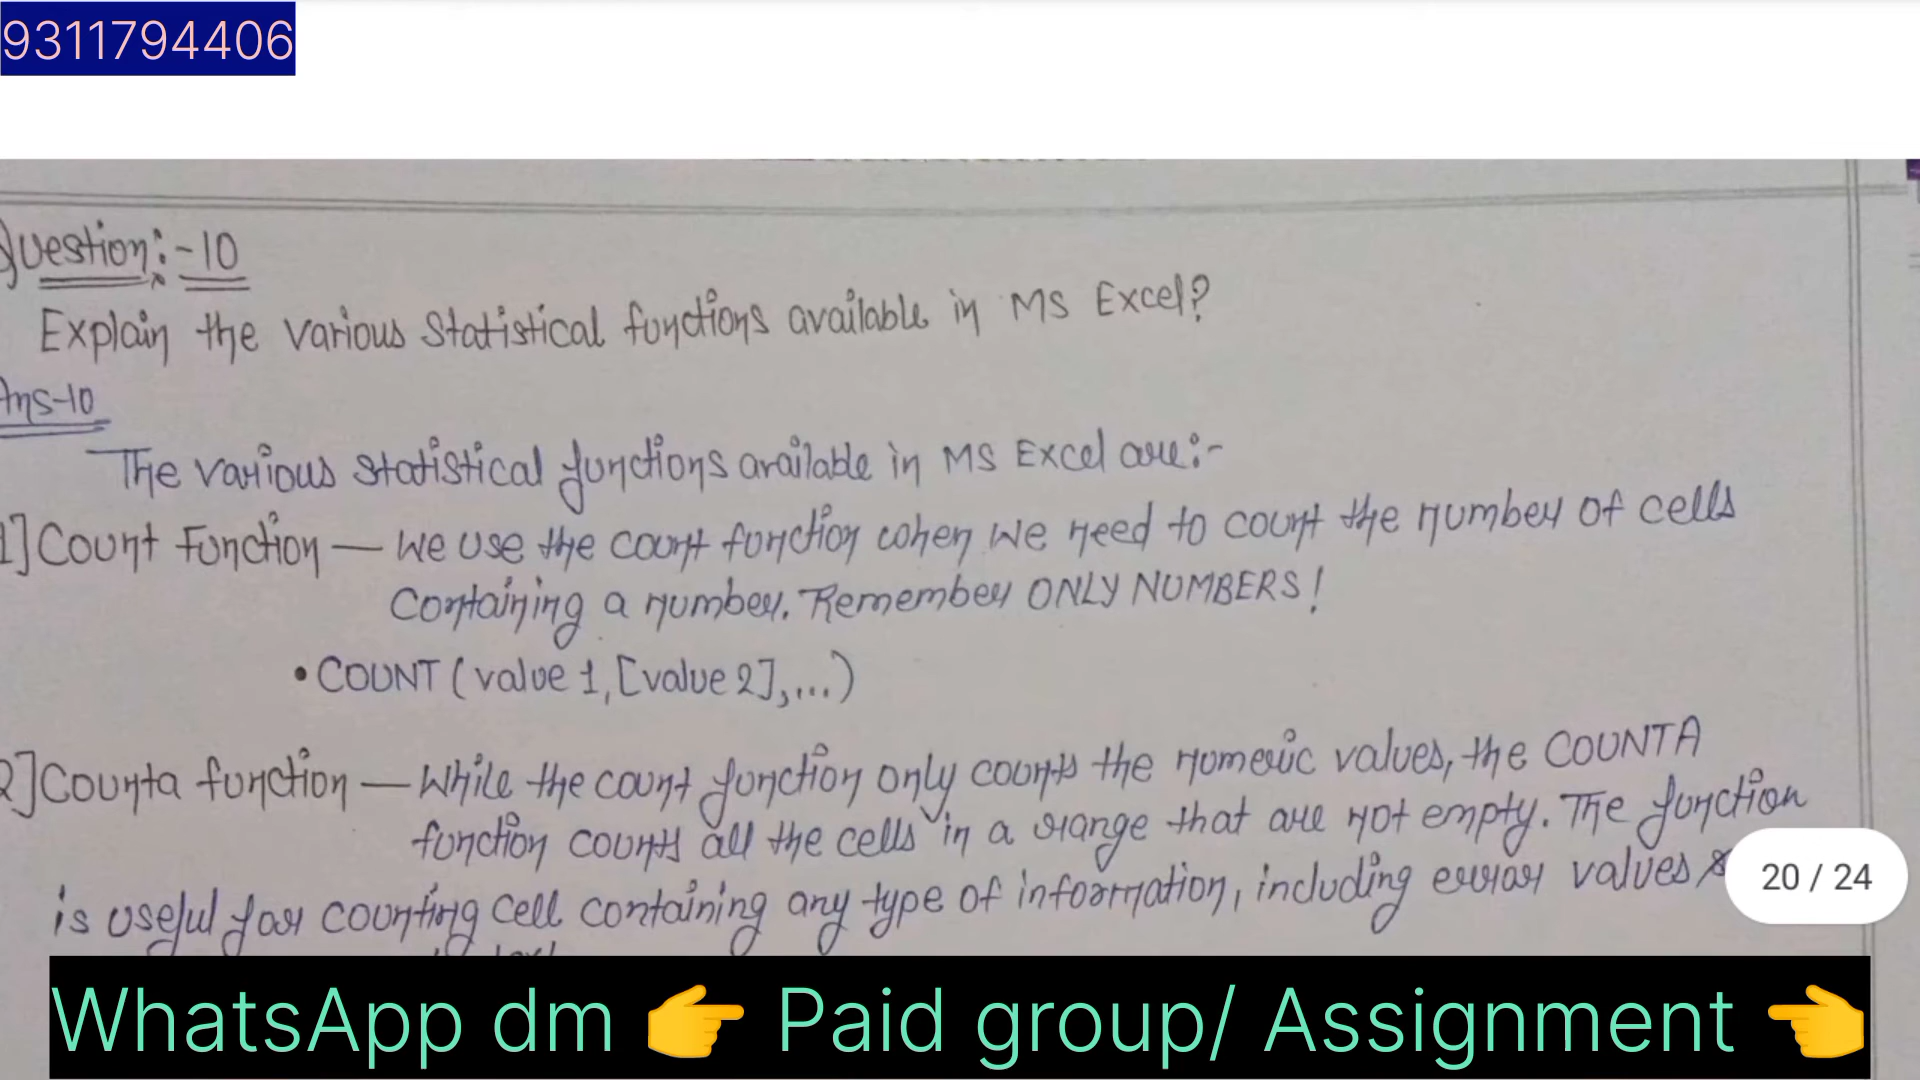 9311794406
Question:-10
Explain the various Statistical functions available in MS Excel?
Ans-10
The various statistical functions available in MS Excel are:-
1] Count Function — We use the count function when we need to count the number of cells
Containing a number. Remember ONLY NUMBERS!
• COUNT (value 1, [value 2],...)
2] Counta function — While the count function only counts the numeric values, the COUNTA
function counts all the cells in a range that are not empty. The function
is useful for counting cell containing any type of information, including error values &
20 / 24
WhatsApp dm 👉 Paid group/ Assignment 👈